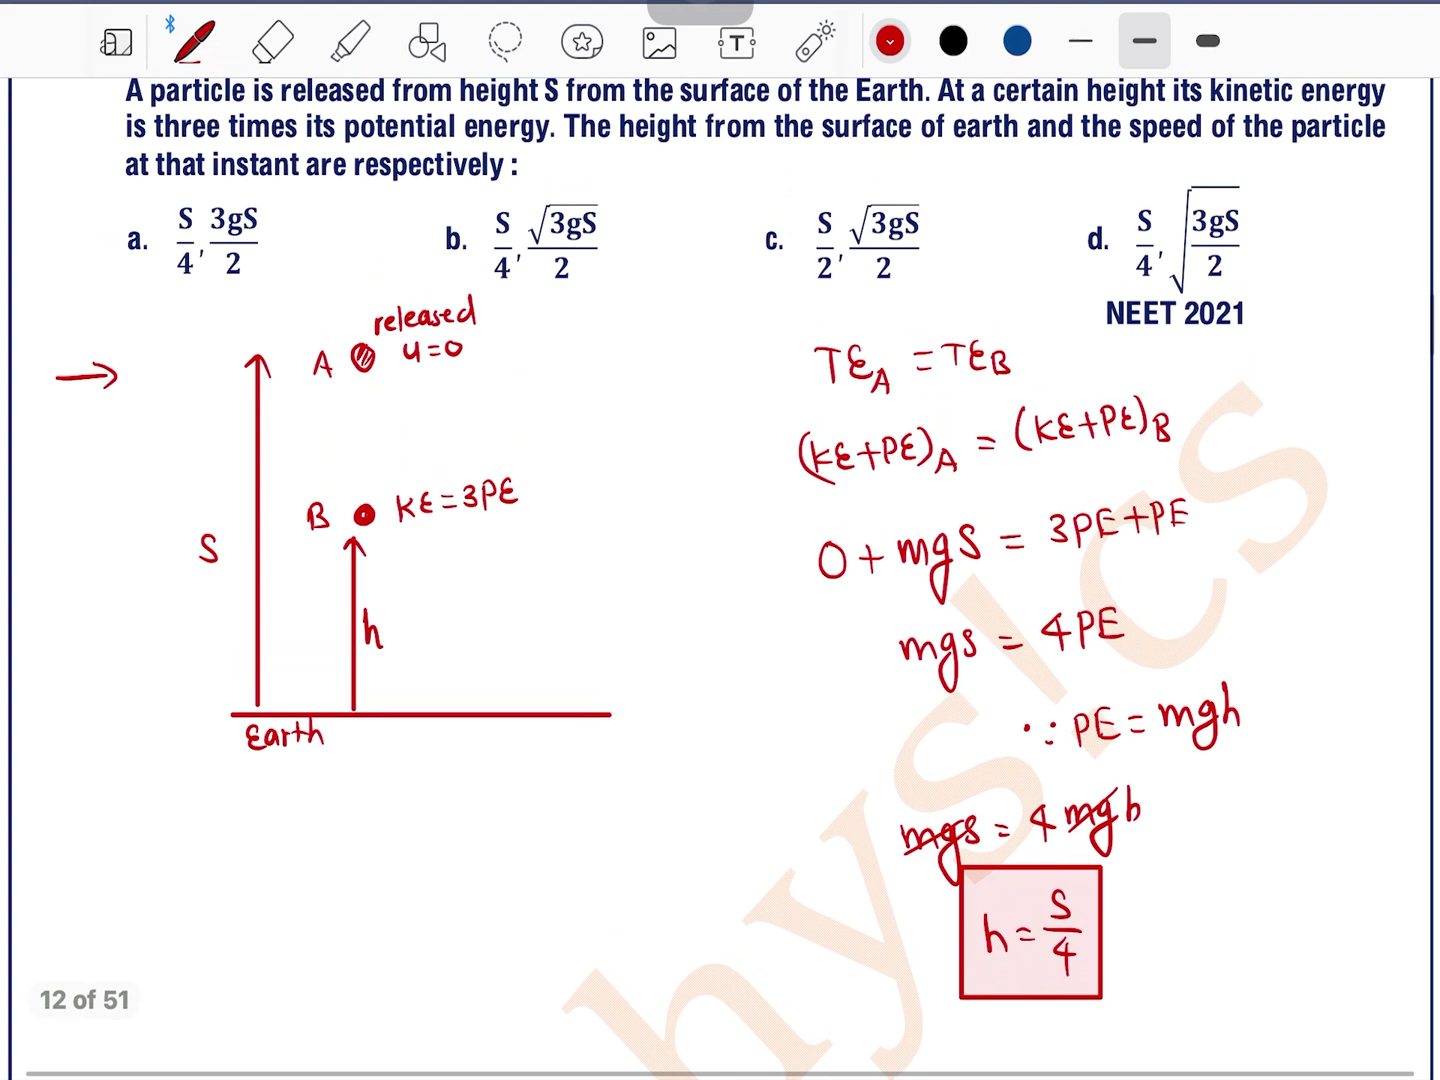 T
A particle is released from height S from the surface of the Earth. At a certain height its kinetic energy
is three times its potential energy. The height from the surface of earth and the speed of the particle
at that instant are respectively :
a. S/4, 3gS/2
b. S/4, √3gS/2
c. S/2, √3gS/2
d. S/4, √(3gS/2)
NEET 2021
released
A u=0
B KE=3PE
S
h
Earth
TE_A = TE_B
(KE+PE)_A = (KE+PE)_B
0 + mgS = 3PE+PE
mgs = 4PE
∵ PE = mgh
mgs = 4 mgh
h = S/4
12 of 51
hysics